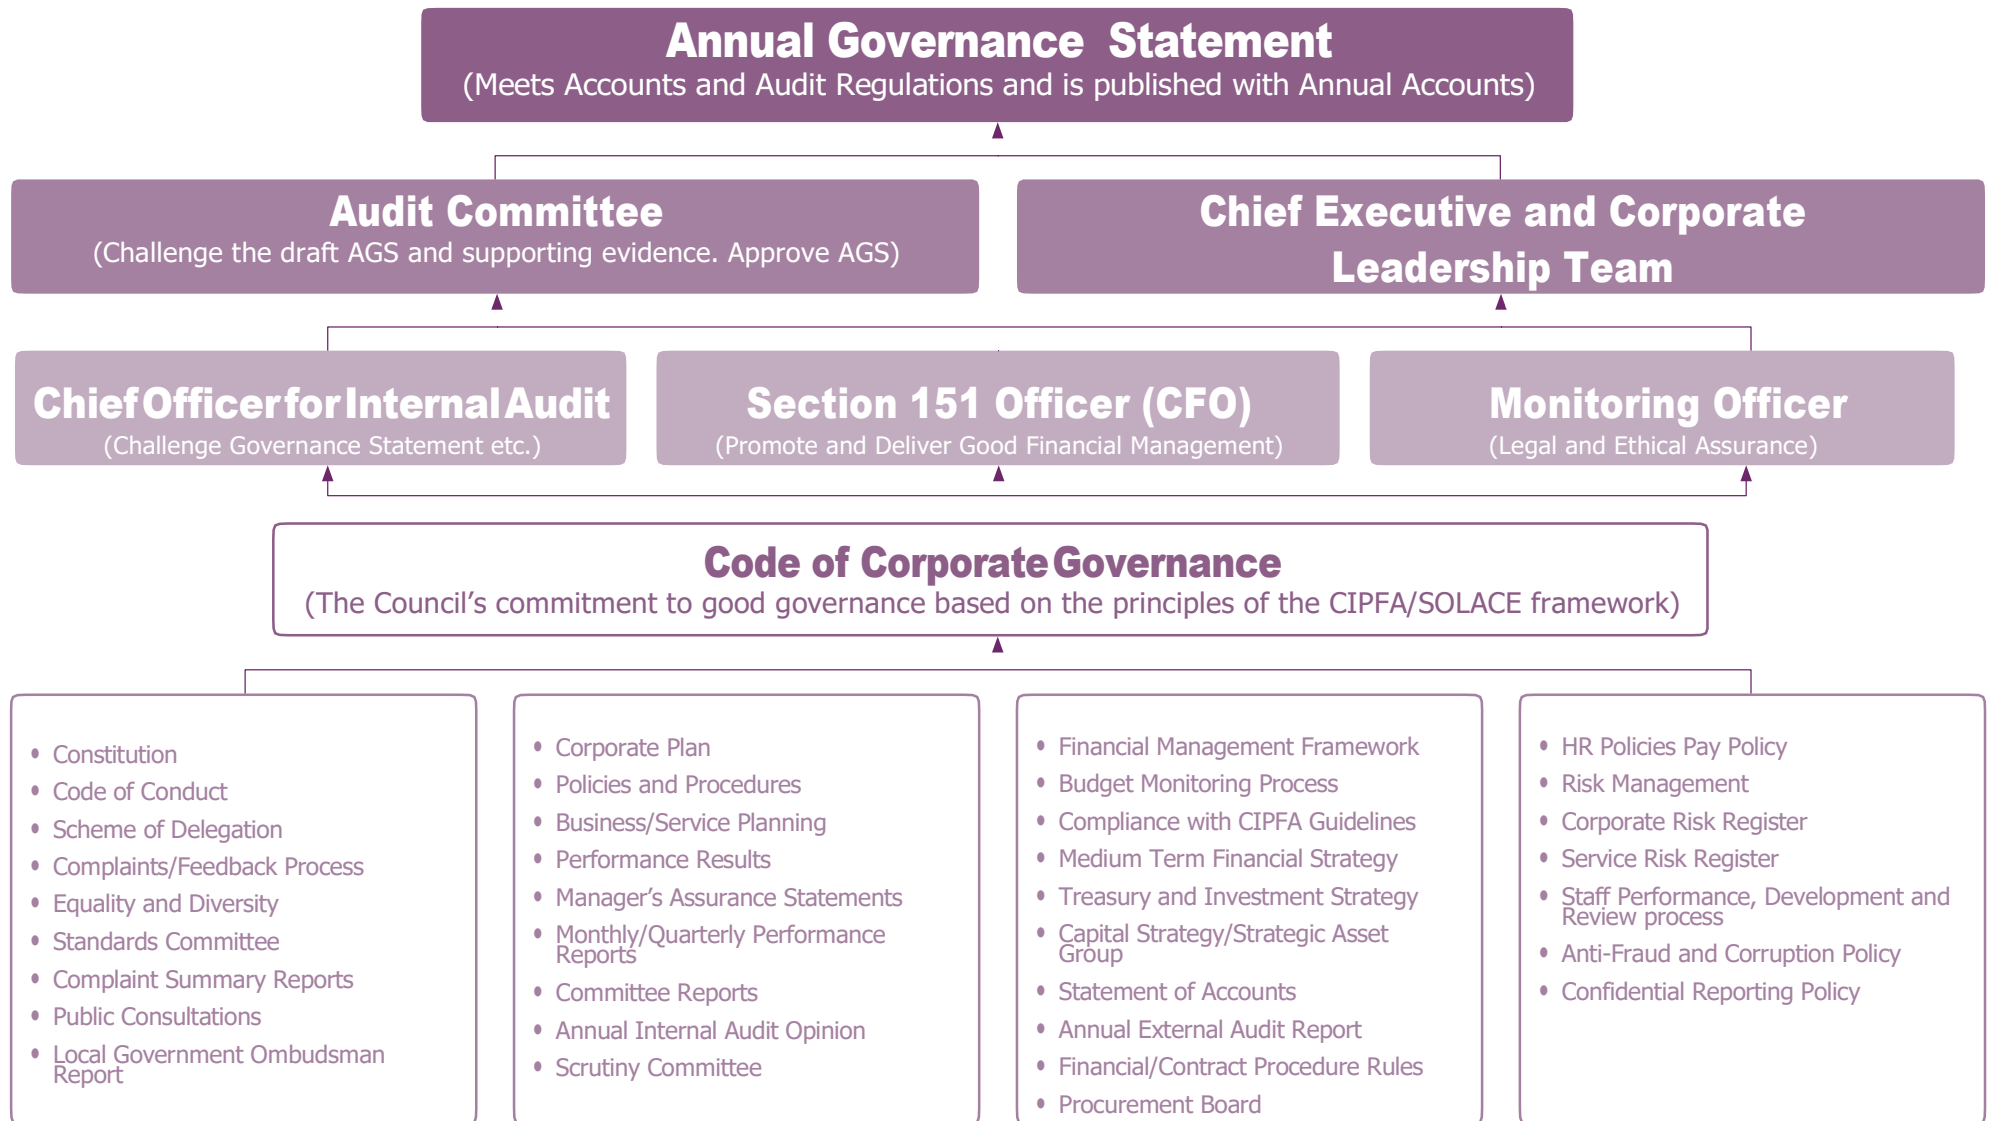 Annual Governance Statement
(Meets Accounts and Audit Regulations and is published with Annual Accounts)
Audit Committee
(Challenge the draft AGS and supporting evidence. Approve AGS)
Chief Executive and Corporate
Leadership Team
Chief Officer for Internal Audit
(Challenge Governance Statement etc.)
Section 151 Officer (CFO)
(Promote and Deliver Good Financial Management)
Monitoring Officer
(Legal and Ethical Assurance)
Code of Corporate Governance
(The Council’s commitment to good governance based on the principles of the CIPFA/SOLACE framework)
• Constitution
• Code of Conduct
• Scheme of Delegation
• Complaints/Feedback Process
• Equality and Diversity
• Standards Committee
• Complaint Summary Reports
• Public Consultations
• Local Government Ombudsman
Report
• Corporate Plan
• Policies and Procedures
• Business/Service Planning
• Performance Results
• Manager’s Assurance Statements
• Monthly/Quarterly Performance
Reports
• Committee Reports
• Annual Internal Audit Opinion
• Scrutiny Committee
• Financial Management Framework
• Budget Monitoring Process
• Compliance with CIPFA Guidelines
• Medium Term Financial Strategy
• Treasury and Investment Strategy
• Capital Strategy/Strategic Asset
Group
• Statement of Accounts
• Annual External Audit Report
• Financial/Contract Procedure Rules
• Procurement Board
• HR Policies Pay Policy
• Risk Management
• Corporate Risk Register
• Service Risk Register
• Staff Performance, Development and
Review process
• Anti-Fraud and Corruption Policy
• Confidential Reporting Policy